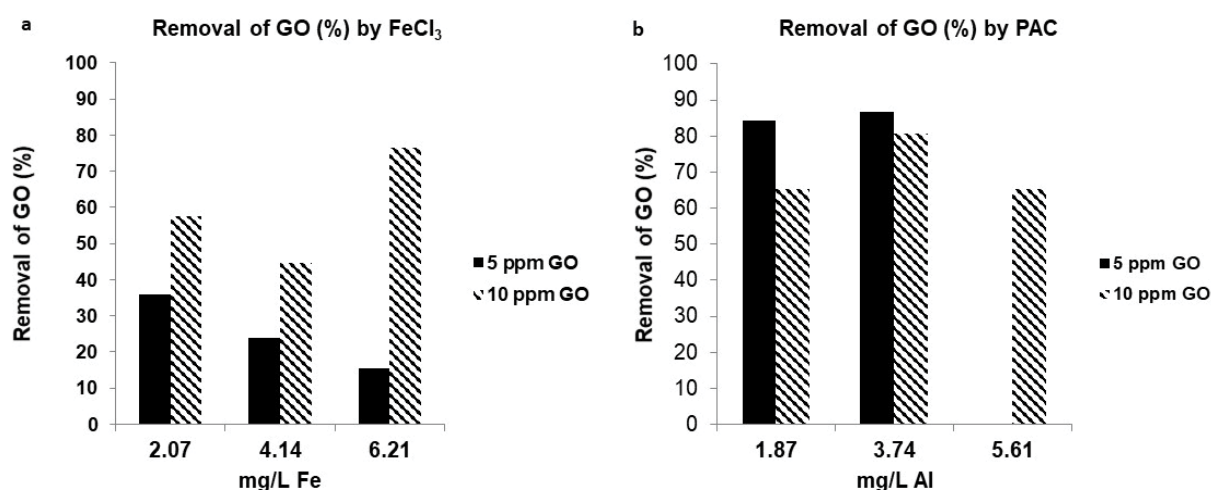 a
Removal of GO (%) by FeCl₃
100
90
80
70
60
50
40
30
20
10
0
Removal of GO (%)
2.07 4.14 6.21
mg/L Fe
5 ppm GO
10 ppm GO
b
Removal of GO (%) by PAC
100
90
80
70
60
50
40
30
20
10
0
Removal of GO (%)
1.87 3.74 5.61
mg/L Al
5 ppm GO
10 ppm GO